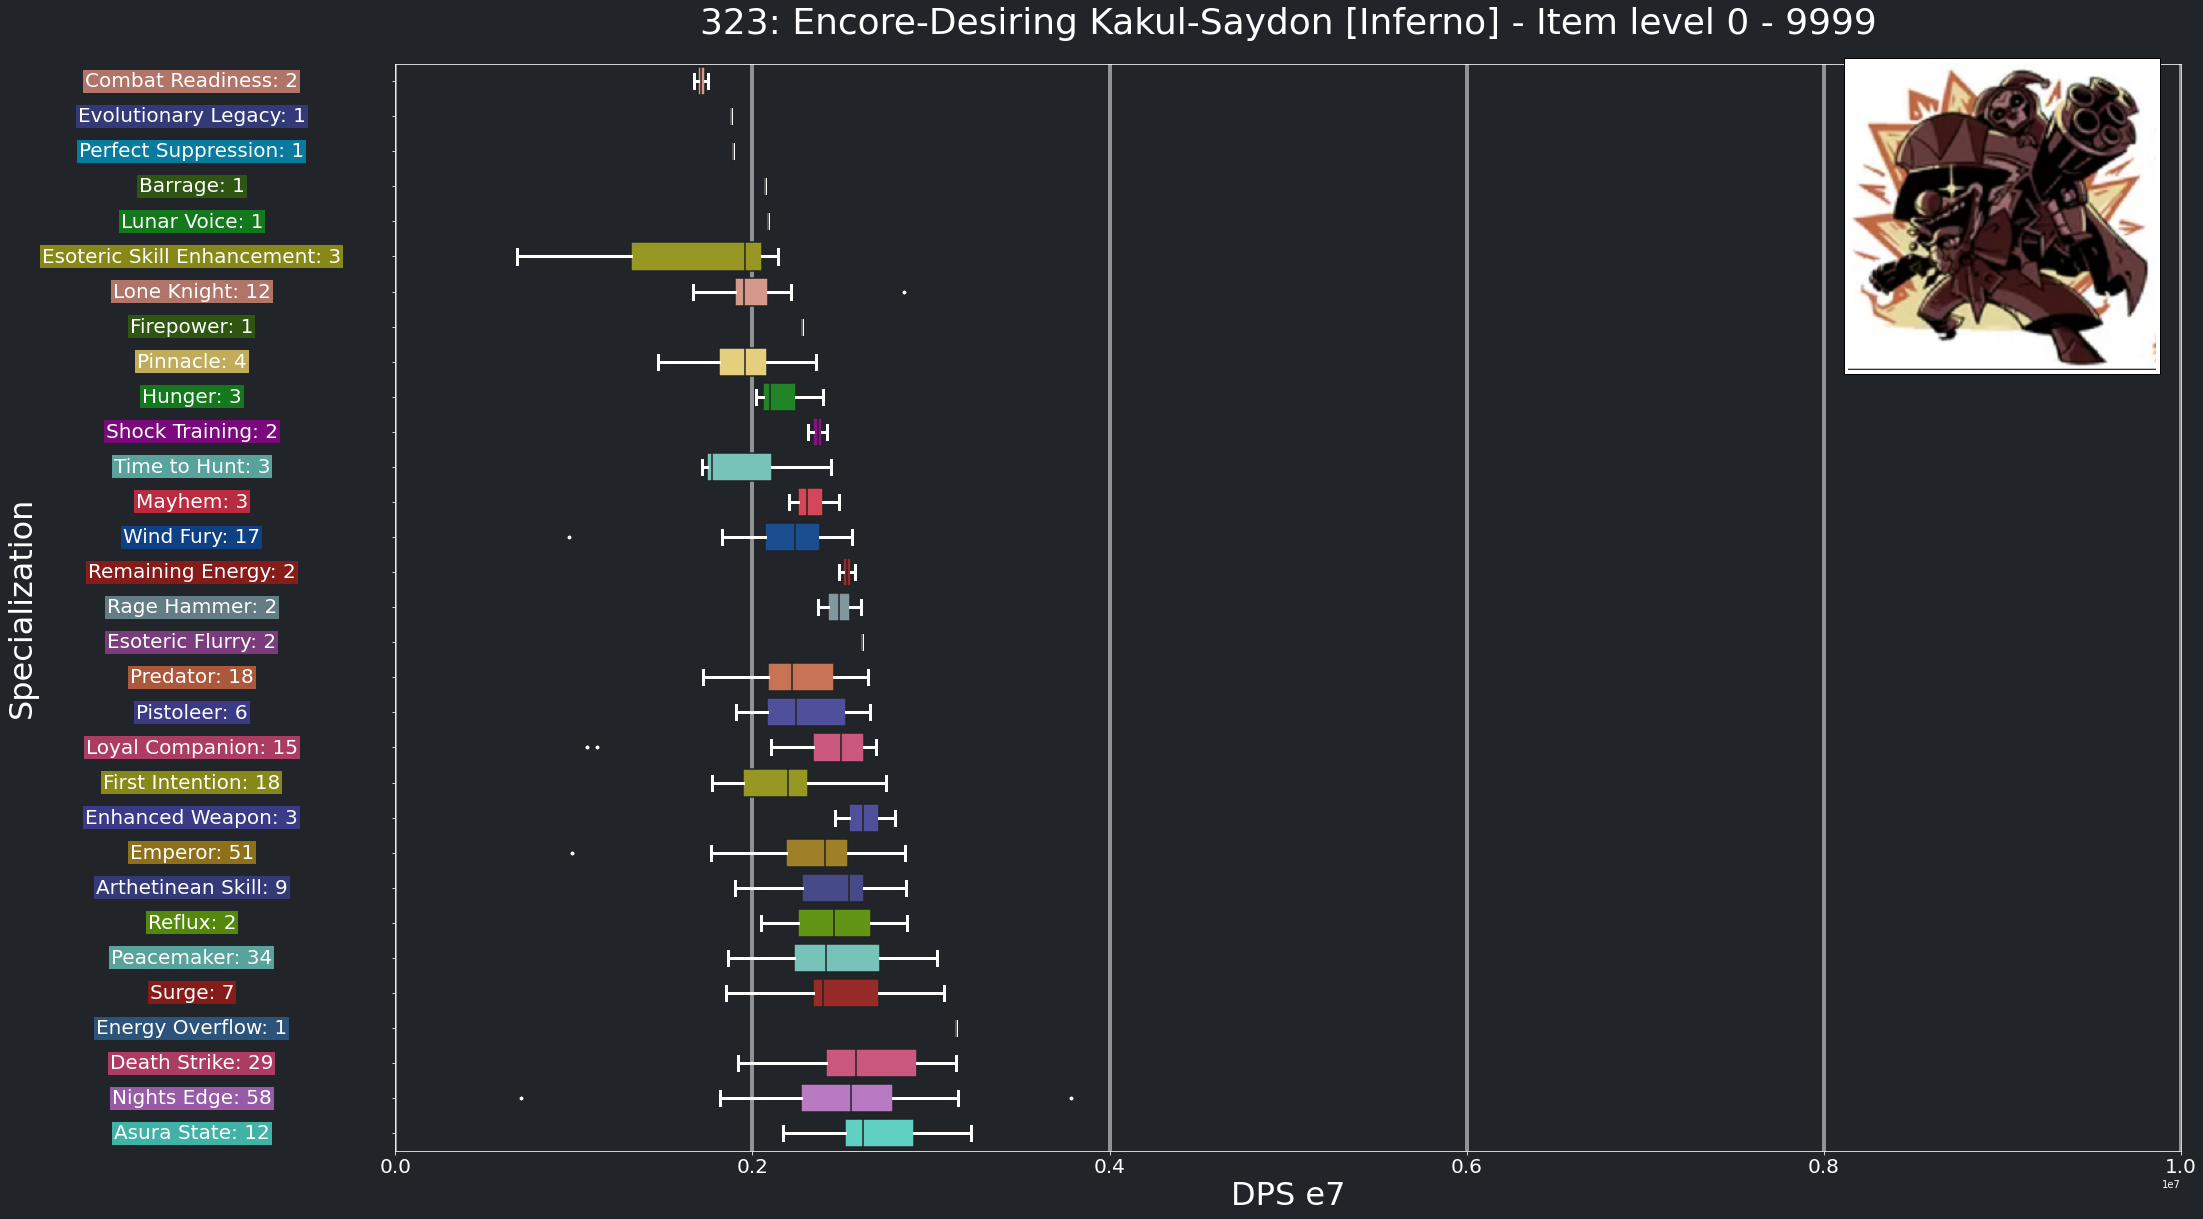 323: Encore-Desiring Kakul-Saydon [Inferno] - Item level 0 - 9999
Specialization
Combat Readiness: 2
Evolutionary Legacy: 1
Perfect Suppression: 1
Barrage: 1
Lunar Voice: 1
Esoteric Skill Enhancement: 3
Lone Knight: 12
Firepower: 1
Pinnacle: 4
Hunger: 3
Shock Training: 2
Time to Hunt: 3
Mayhem: 3
Wind Fury: 17
Remaining Energy: 2
Rage Hammer: 2
Esoteric Flurry: 2
Predator: 18
Pistoleer: 6
Loyal Companion: 15
First Intention: 18
Enhanced Weapon: 3
Emperor: 51
Arthetinean Skill: 9
Reflux: 2
Peacemaker: 34
Surge: 7
Energy Overflow: 1
Death Strike: 29
Nights Edge: 58
Asura State: 12
0.0 0.2 0.4 0.6 0.8 1.0
1e7
DPS e7